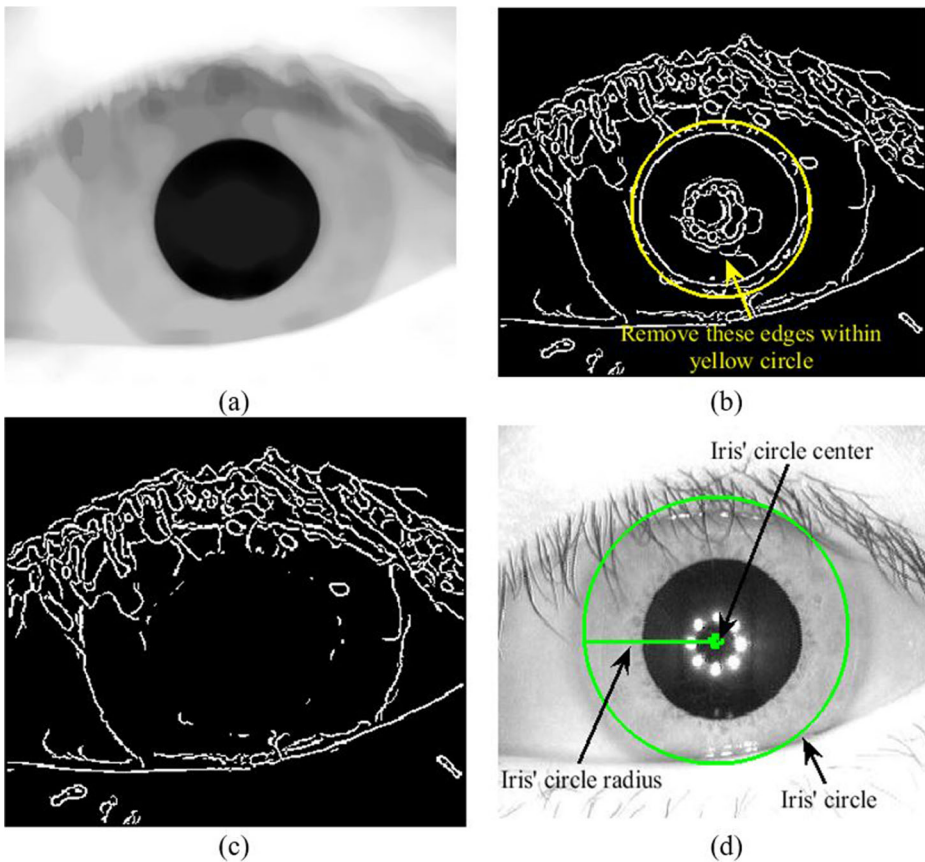 (a)
Remove these edges within
yellow circle
(b)
(c)
Iris' circle center
Iris' circle radius
Iris' circle
(d)